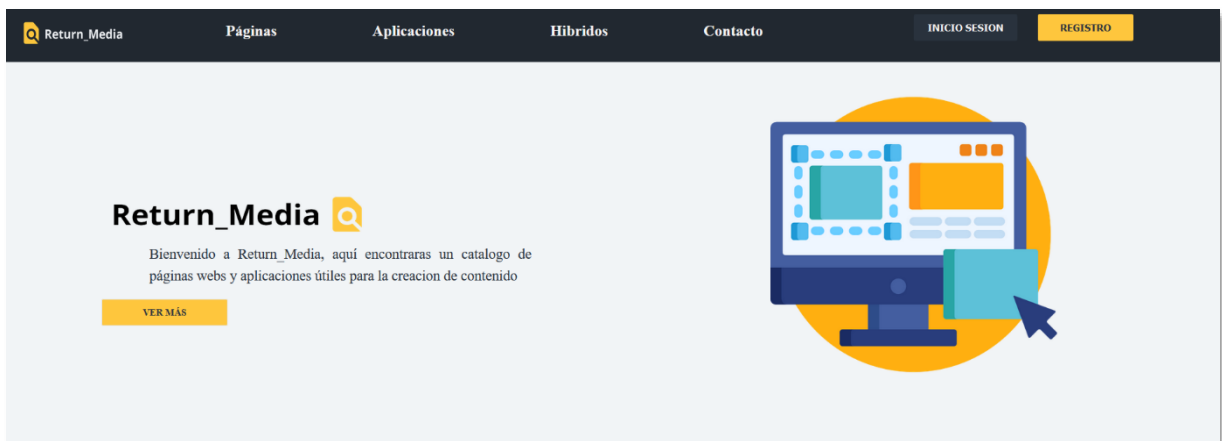 Return_Media Páginas Aplicaciones Hibridos Contacto INICIO SESION REGISTRO
Return_Media
Bienvenido a Return_Media, aquí encontraras un catalogo de
páginas webs y aplicaciones útiles para la creacion de contenido
VER MÁS